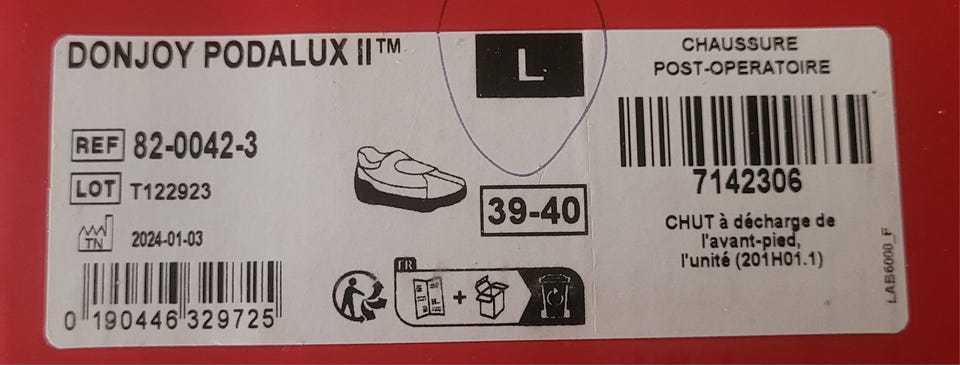 DONJOY PODALUX II™
L
CHAUSSURE
POST-OPERATOIRE
REF 82-0042-3
LOT T122923
TN 2024-01-03
0 190446 329725
39-40
FR
+
7142306
CHUT à décharge de
l'avant-pied,
l'unité (201H01.1)
LAB6000_F